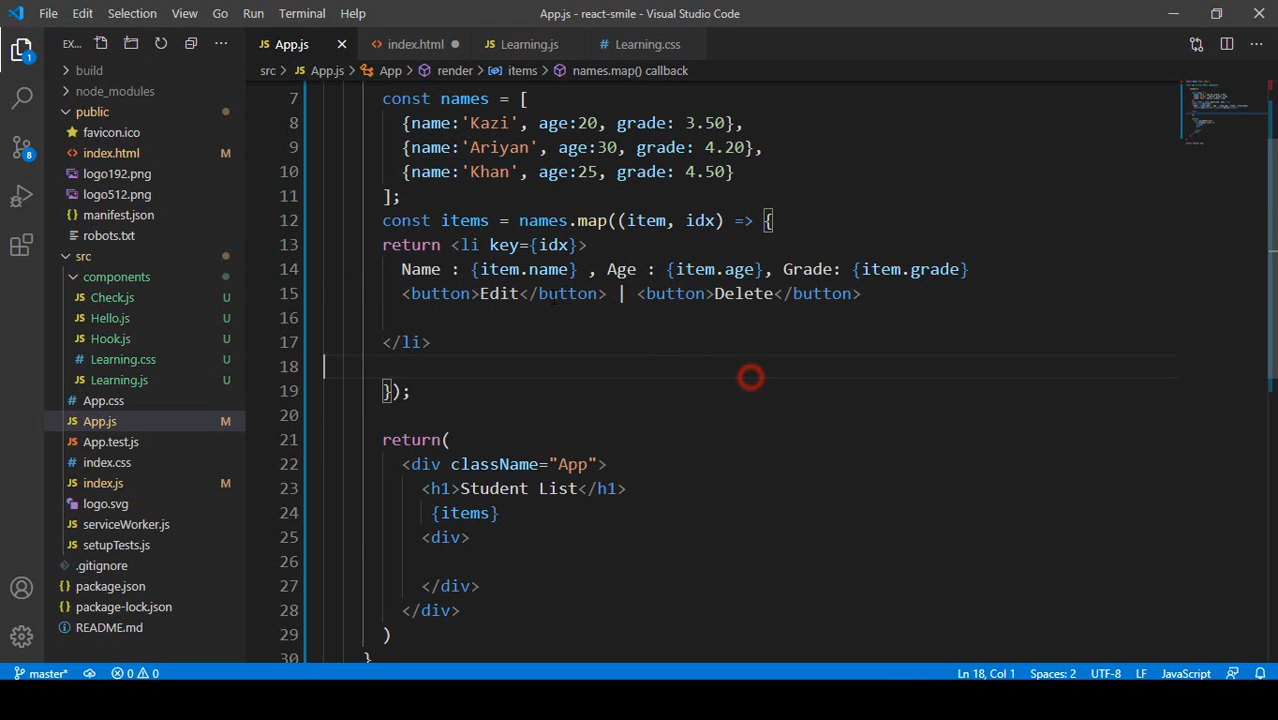 File Edit Selection View Go Run Terminal Help App.js - react-smile - Visual Studio Code
EX... App.js index.html Learning.js Learning.css
src > App.js > App > render > items > names.map() callback
build
node_modules
public
favicon.ico
index.html M
logo192.png
logo512.png
manifest.json
robots.txt
src
components
Check.js U
Hello.js U
Hook.js U
Learning.css U
Learning.js U
App.css
App.js M
App.test.js
index.css
index.js M
logo.svg
serviceWorker.js
setupTests.js
.gitignore
package.json
package-lock.json
README.md
1
8
7 const names = [
8 {name:'Kazi', age:20, grade: 3.50},
9 {name:'Ariyan', age:30, grade: 4.20},
10 {name:'Khan', age:25, grade: 4.50}
11 ];
12 const items = names.map((item, idx) => {
13 return <li key={idx}>
14 Name : {item.name} , Age : {item.age}, Grade: {item.grade}
15 <button>Edit</button> | <button>Delete</button>
16
17 </li>
18
19 });
20
21 return(
22 <div className="App">
23 <h1>Student List</h1>
24 {items}
25 <div>
26
27 </div>
28 </div>
29 )
30 }
master* 0 0 Ln 18, Col 1 Spaces: 2 UTF-8 LF JavaScript